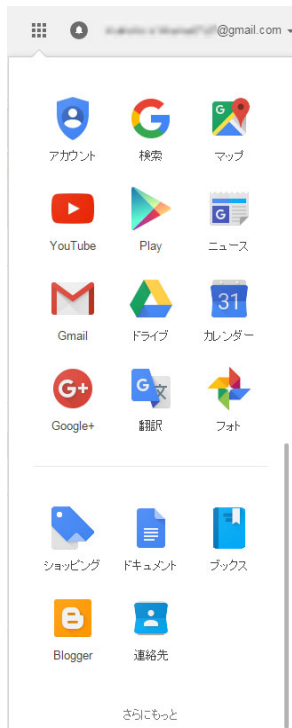 @gmail.com
アカウント 検索 マップ
YouTube Play ニュース
31
Gmail ドライブ カレンダー
G+ G 文
Google+ 翻訳 フォト
ショッピング ドキュメント ブックス
Blogger 連絡先
さらにもっと